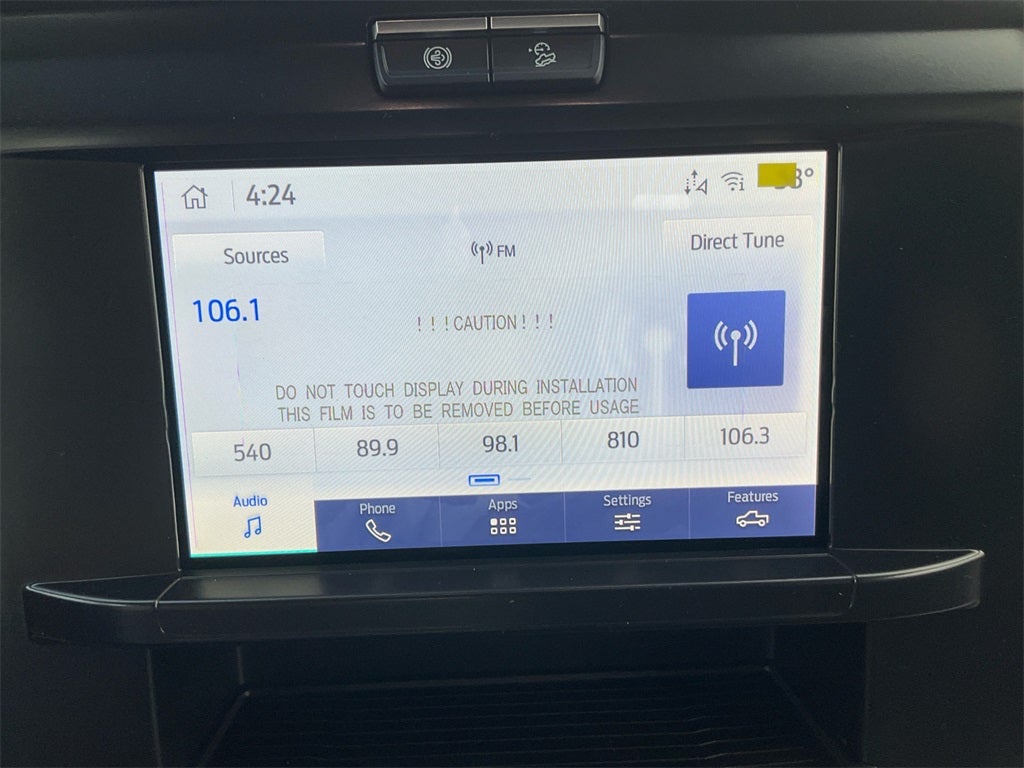 4:24
8°
Sources
FM
Direct Tune
106.1
! ! ! CAUTION ! ! !
DO NOT TOUCH DISPLAY DURING INSTALLATION
THIS FILM IS TO BE REMOVED BEFORE USAGE
540
89.9
98.1
810
106.3
Audio
Phone
Apps
Settings
Features